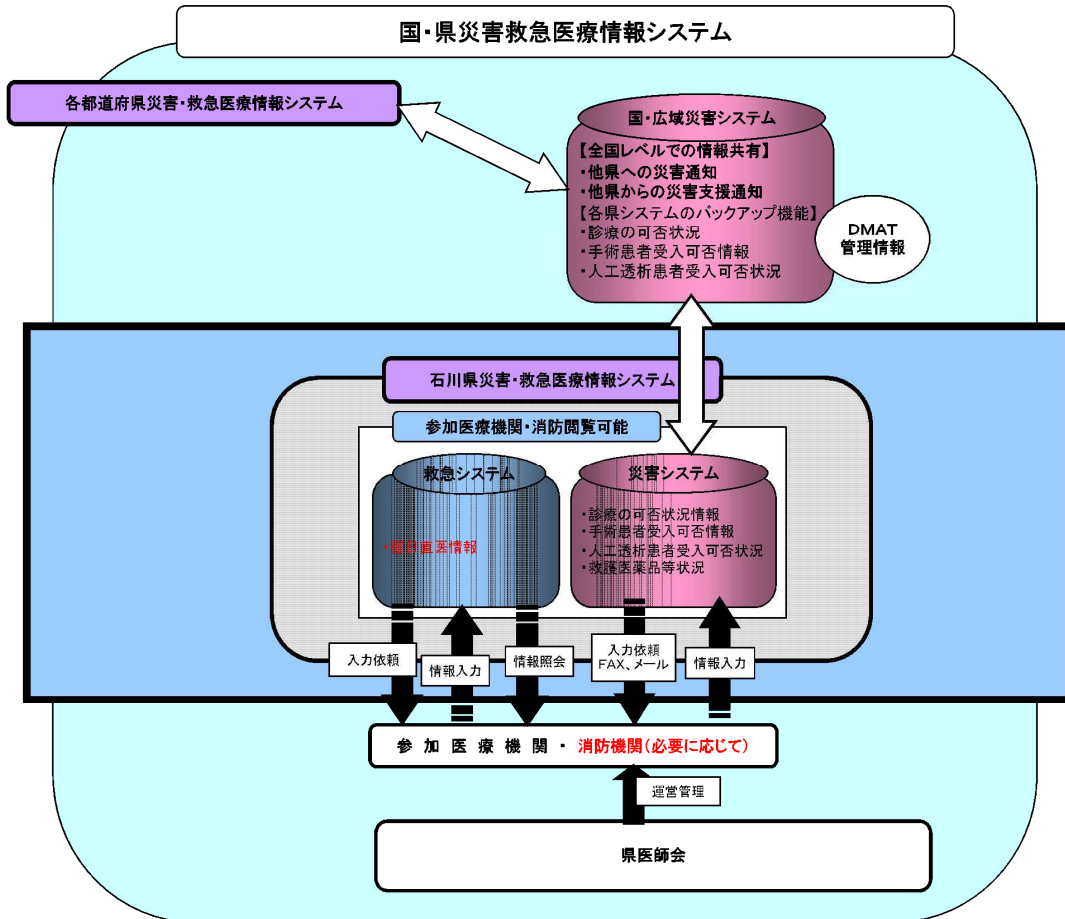 国・県災害救急医療情報システム
各都道府県災害・救急医療情報システム
国・広域災害システム
【全国レベルでの情報共有】
・他県への災害通知
・他県からの災害支援通知
【各県システムのバックアップ機能】
・診療の可否状況
・手術患者受入可否情報
・人工透析患者受入可否状況
DMAT
管理情報
石川県災害・救急医療情報システム
参加医療機関・消防閲覧可能
救急システム
直医情報
災害システム
・診療の可否状況情報
・手術患者受入可否情報
・人工透析患者受入可否状況
・救護医薬品等状況
入力依頼
情報入力
情報照会
入力依頼
FAX、メール
情報入力
参加医療機関・消防機関(必要に応じて)
運営管理
県医師会